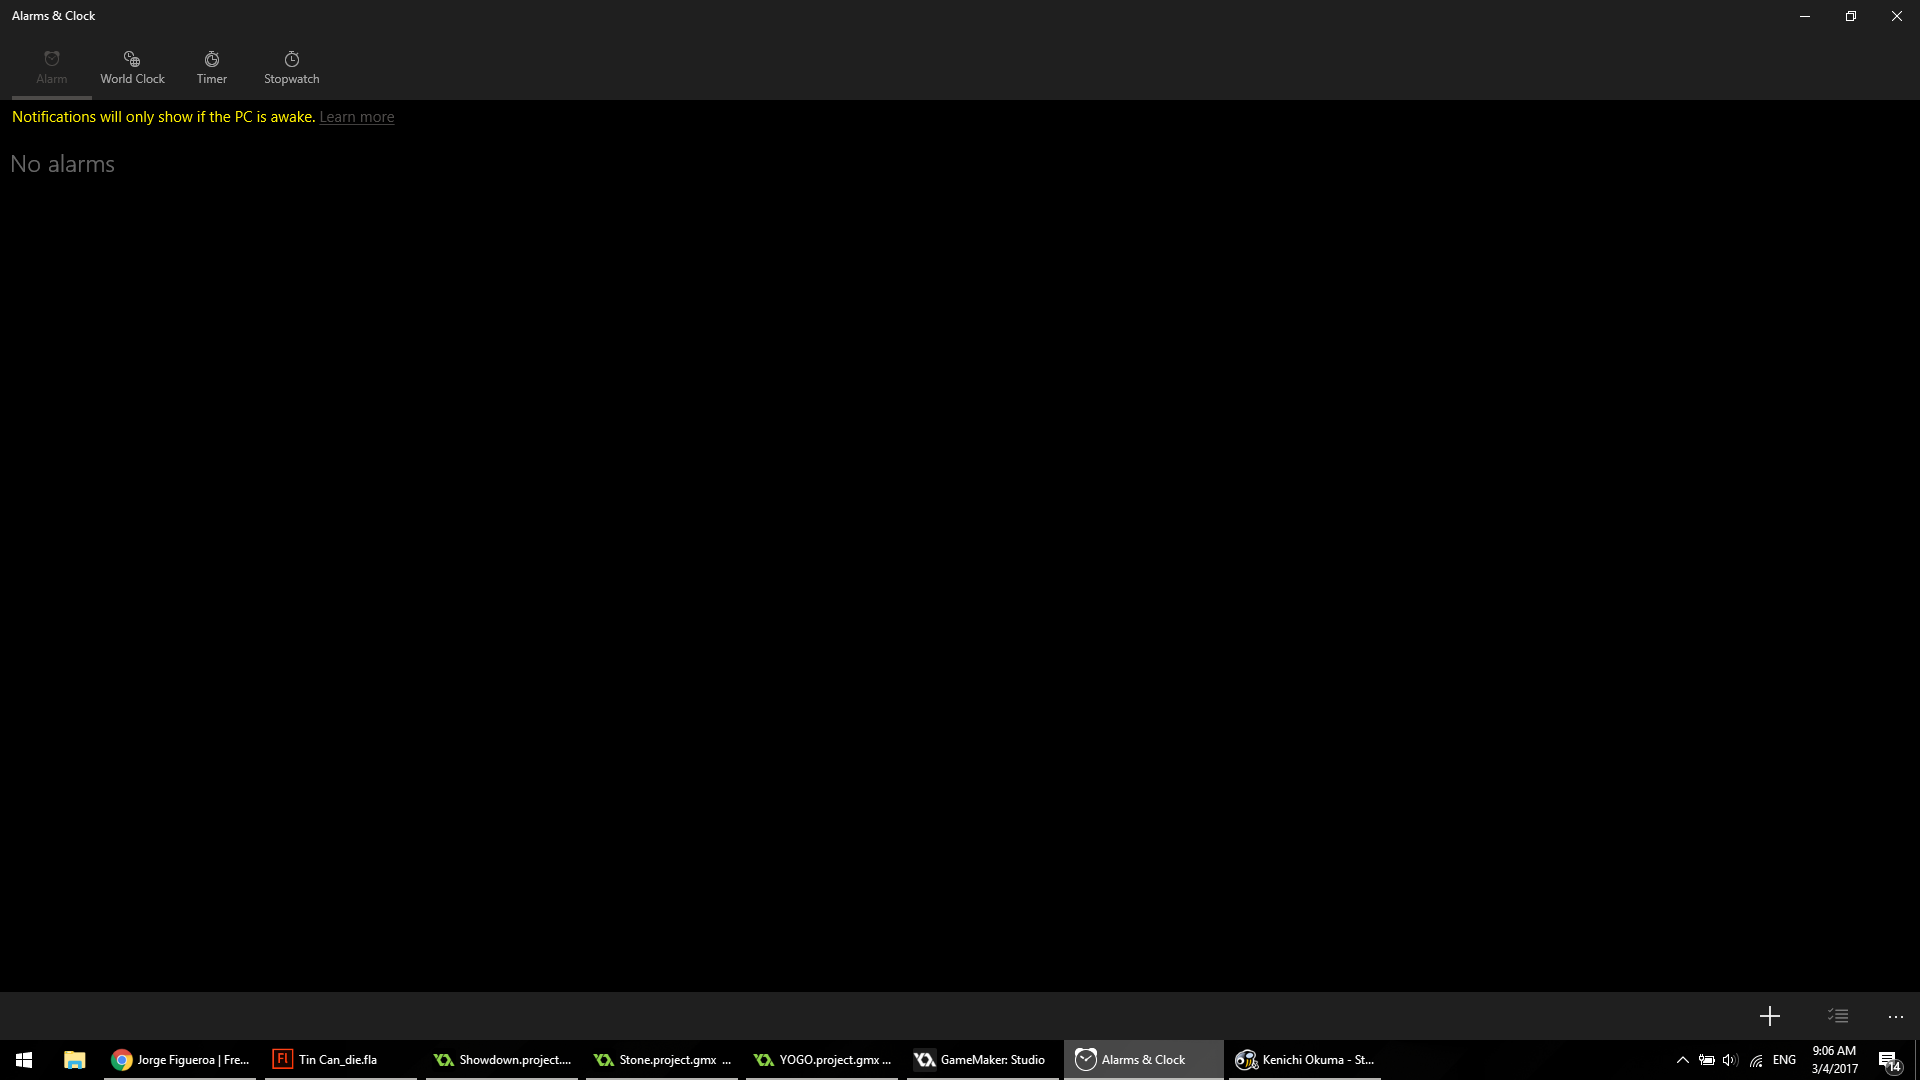 Alarms & Clock
Alarm
World Clock
Timer
Stopwatch
Notifications will only show if the PC is awake. Learn more
No alarms
Jorge Figueroa | Fre...
Fl
Tin Can_die.fla
Showdown.project....
Stone.project.gmx ...
YOGO.project.gmx ...
GameMaker: Studio
Alarms & Clock
Kenichi Okuma - St...
ENG
9:06 AM
3/4/2017
14